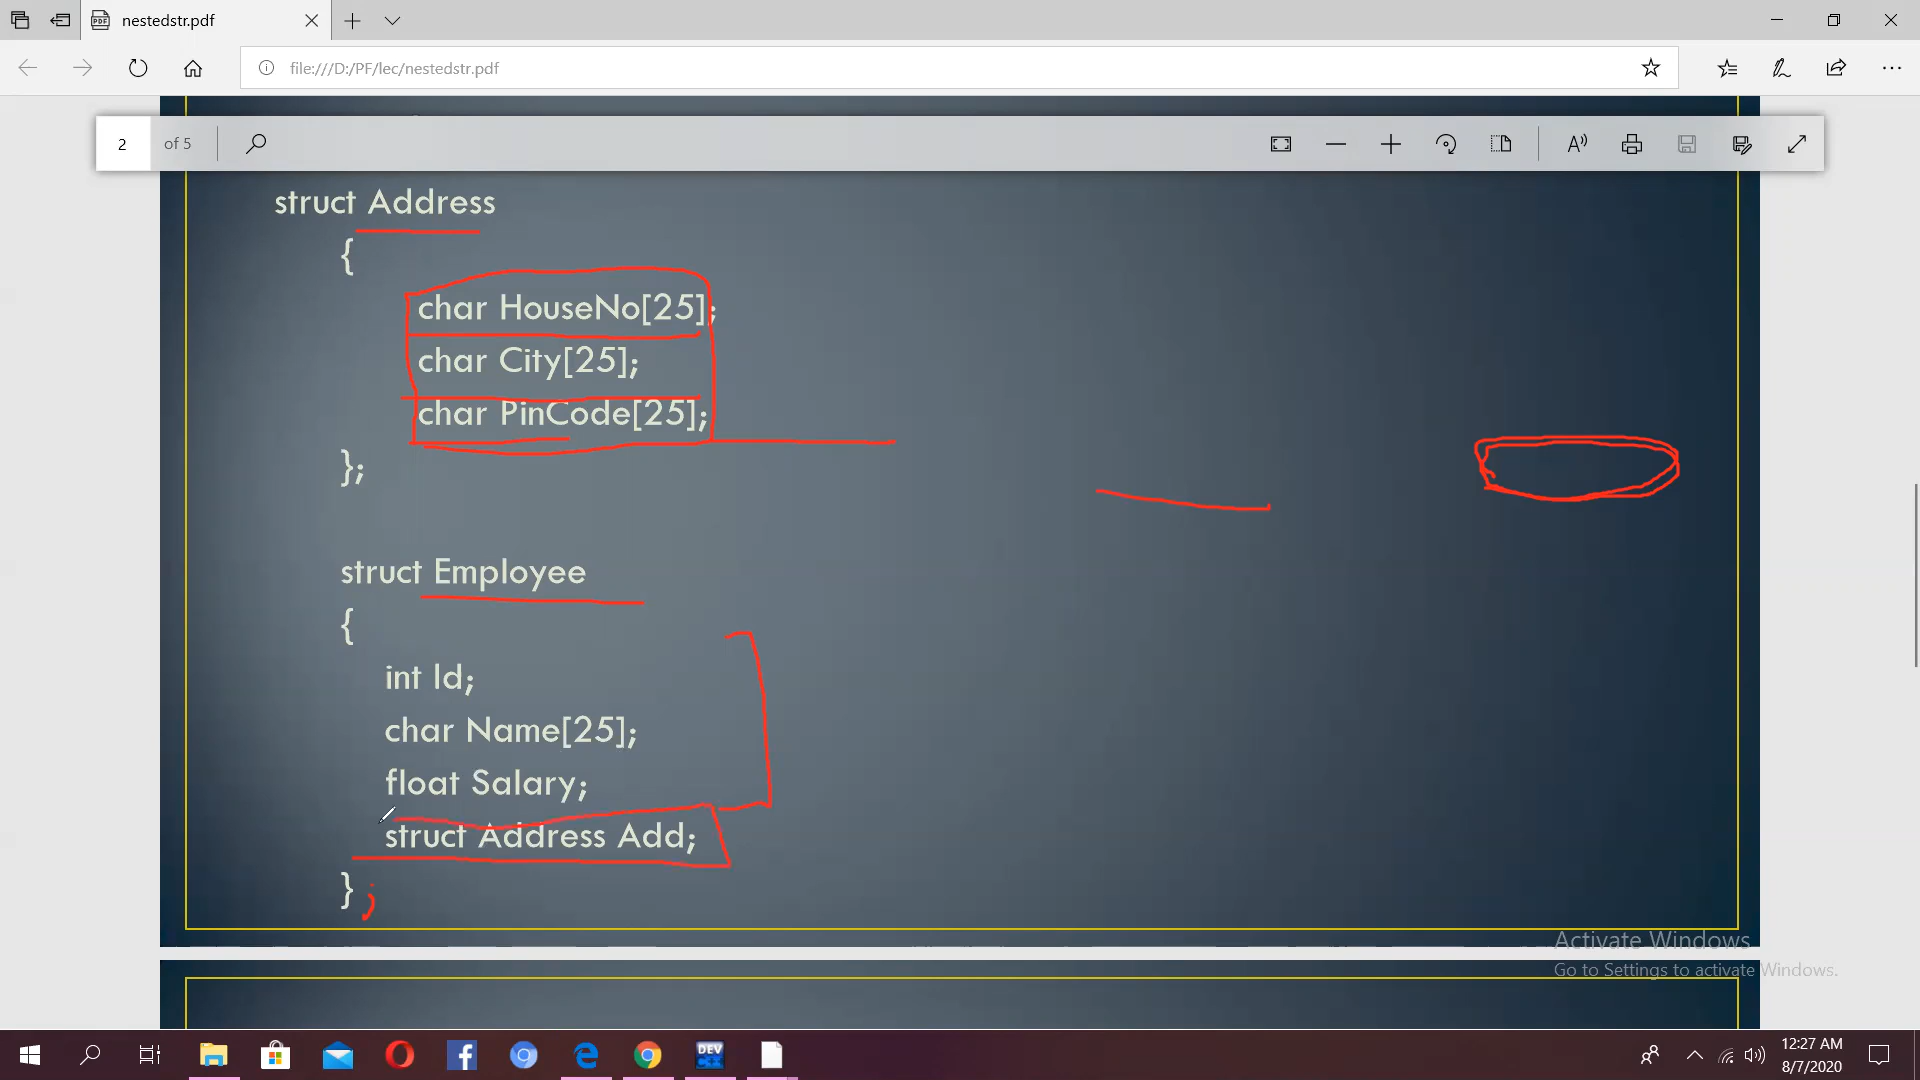 nestedstr.pdf
file:///D:/PF/lec/nestedstr.pdf
2 of 5
struct Address
{
char HouseNo[25];
char City[25];
char PinCode[25];
};
struct Employee
{
int Id;
char Name[25];
float Salary;
struct Address Add;
} ;
Activate Windows
Go to Settings to activate Windows.
DEV
12:27 AM
8/7/2020